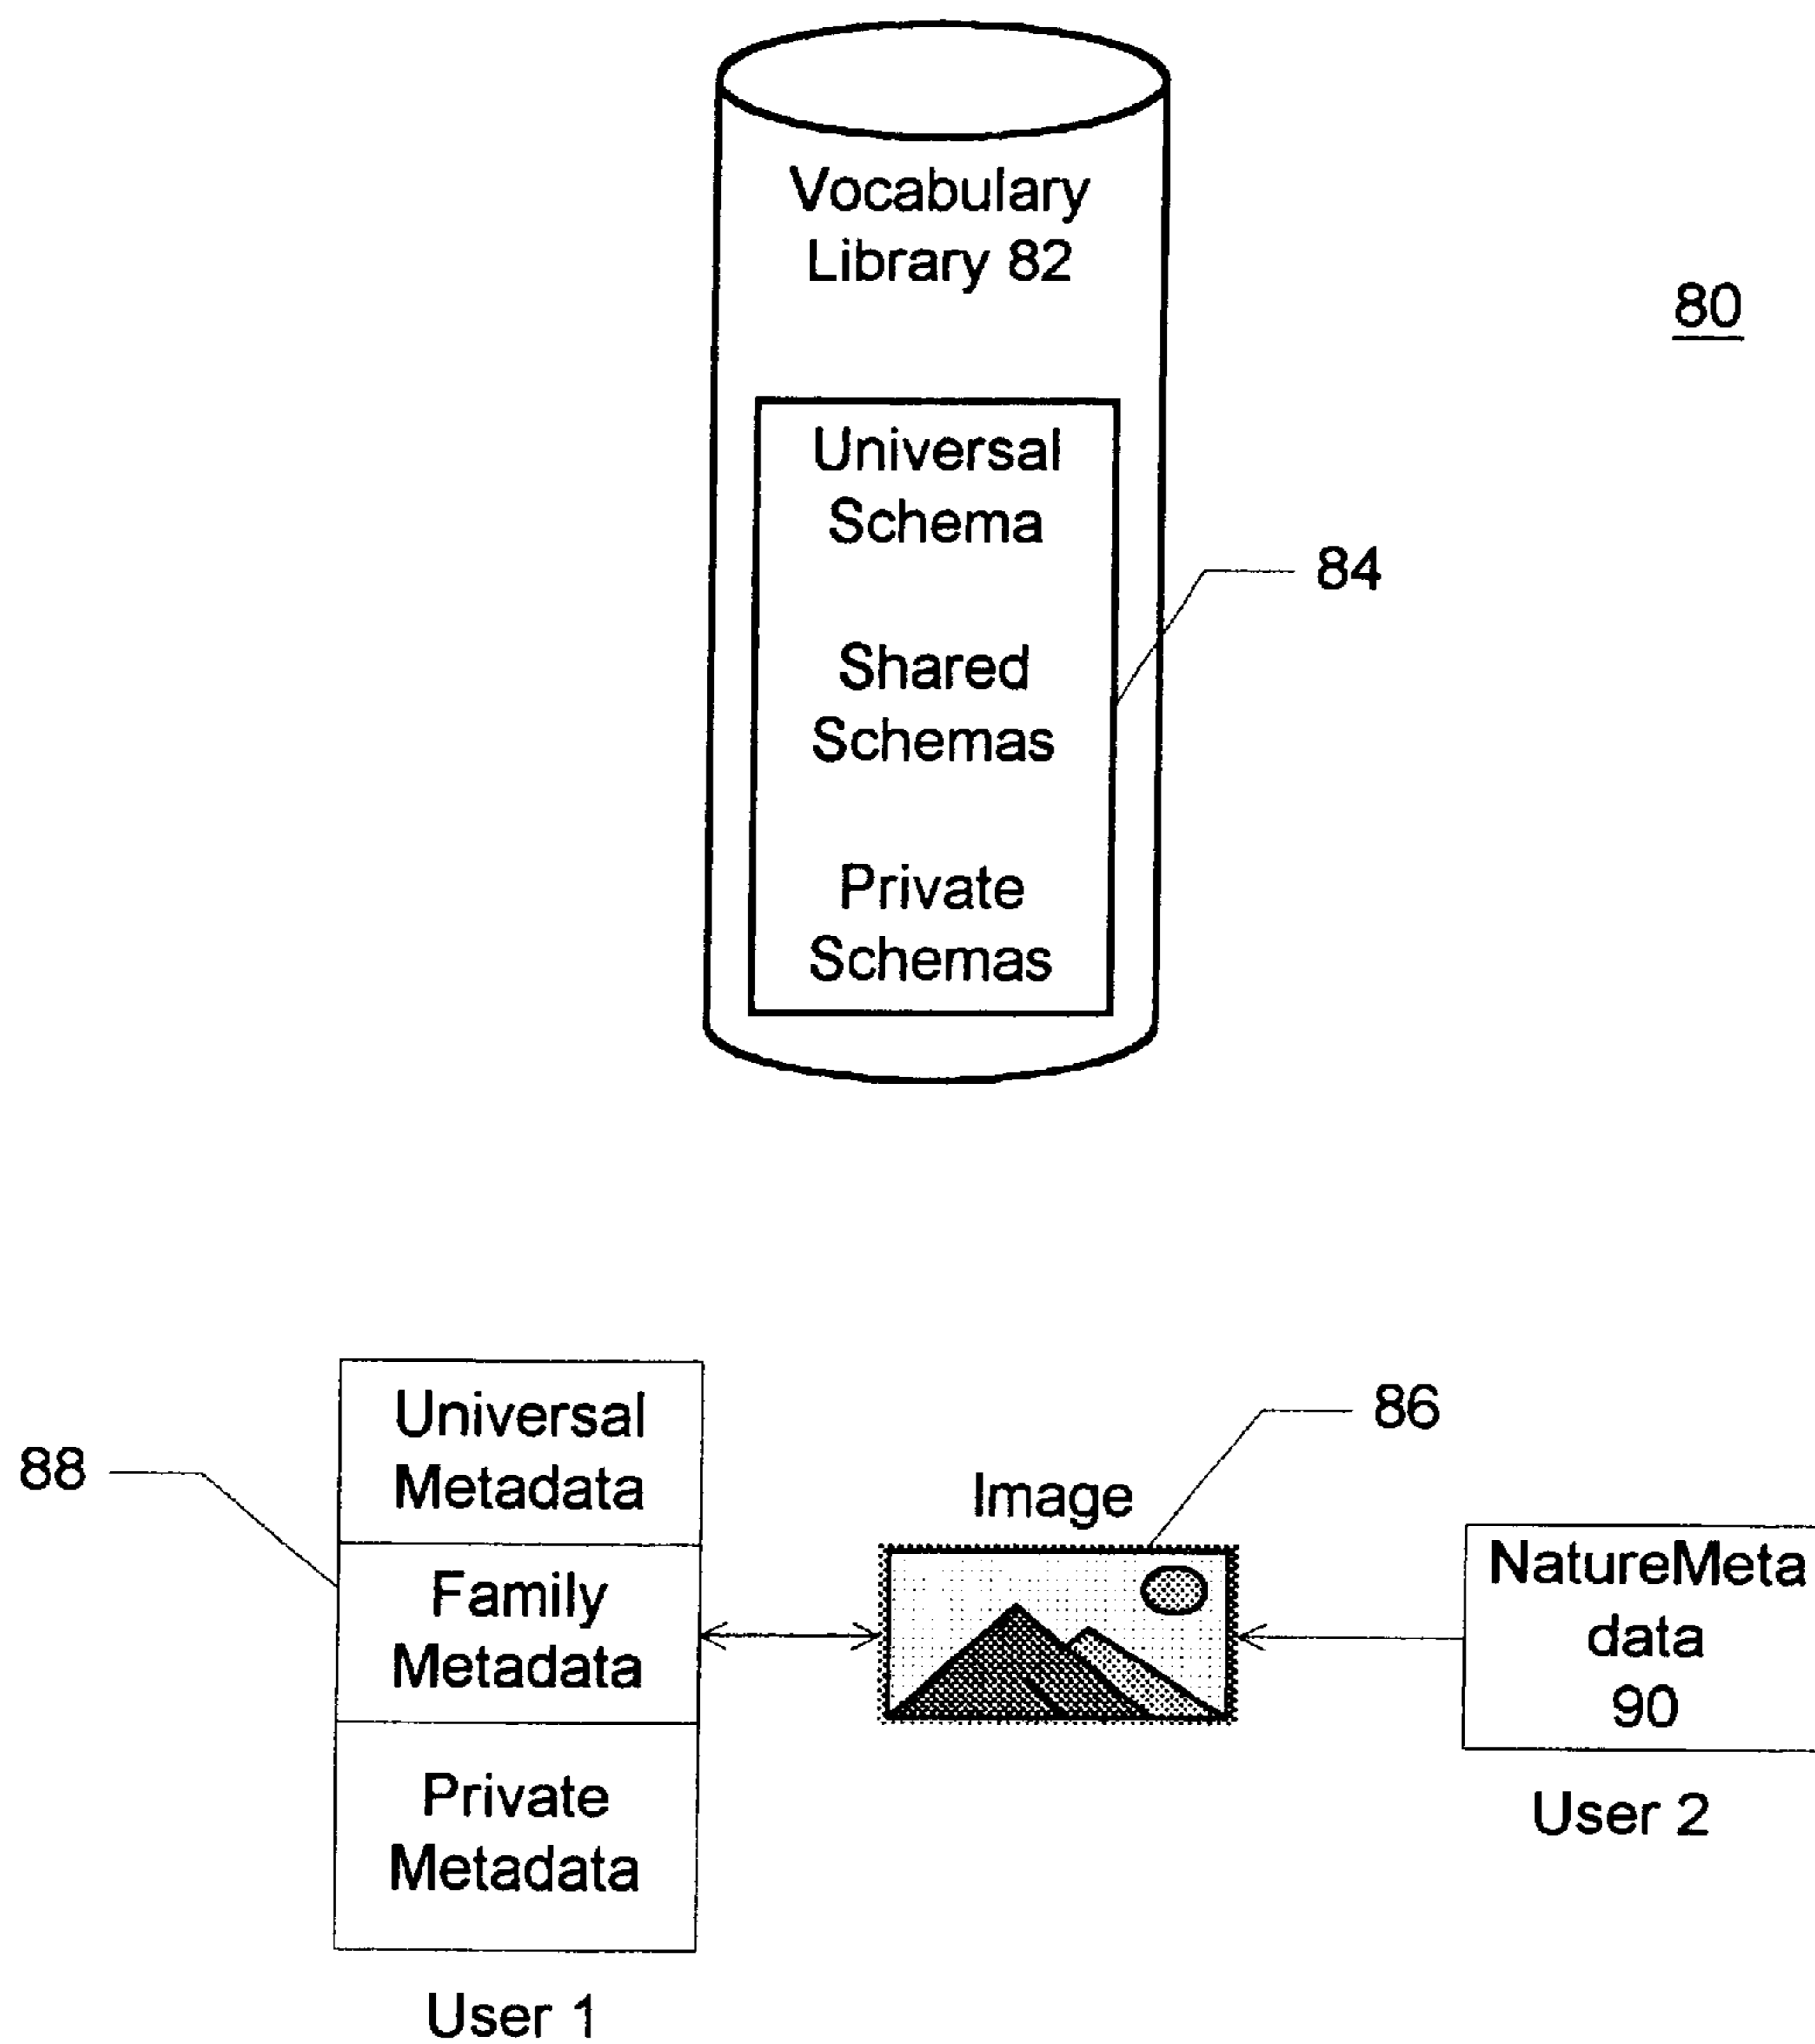 Vocabulary
Library 82
80
Universal
Schema
84
Shared
Schemas
Private
Schemas
Universal
Metadata
86
88
Image
Family
Metadata
NatureMeta
data
90
Private
Metadata
User 2
User 1